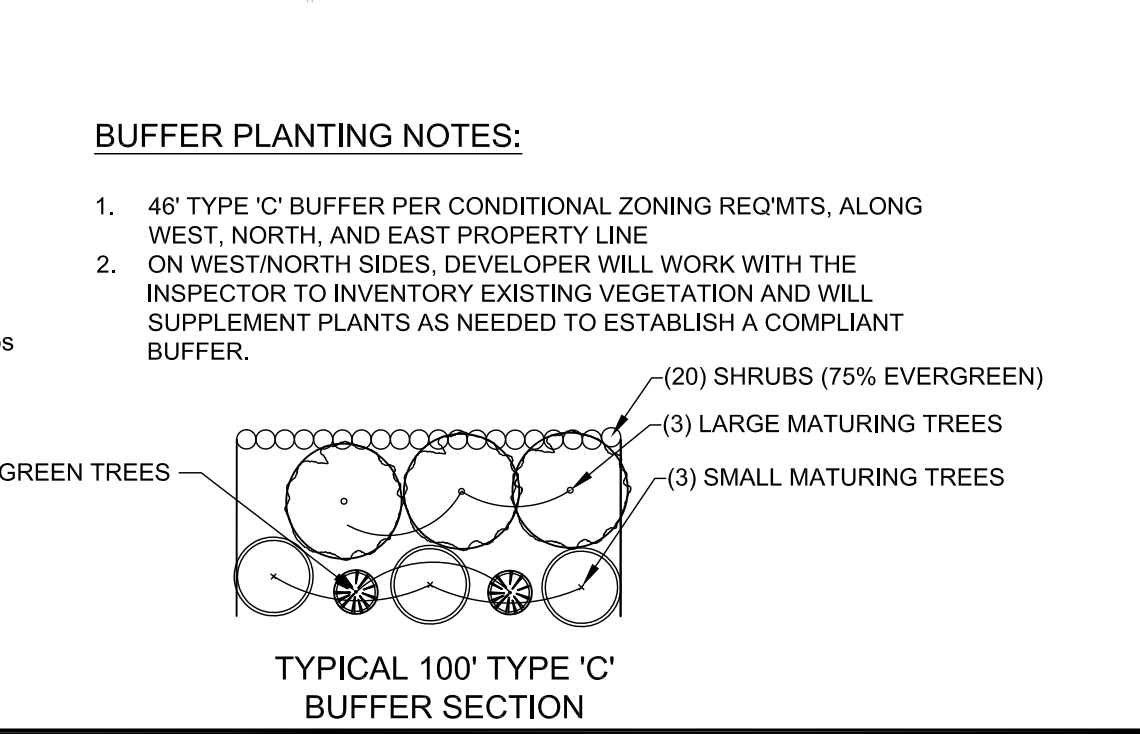 BUFFER PLANTING NOTES:
1. 46' TYPE 'C' BUFFER PER CONDITIONAL ZONING REQ'MTS, ALONG
WEST, NORTH, AND EAST PROPERTY LINE
2. ON WEST/NORTH SIDES, DEVELOPER WILL WORK WITH THE
INSPECTOR TO INVENTORY EXISTING VEGETATION AND WILL
SUPPLEMENT PLANTS AS NEEDED TO ESTABLISH A COMPLIANT
BUFFER.
(20) SHRUBS (75% EVERGREEN)
(3) LARGE MATURING TREES
GREEN TREES
(3) SMALL MATURING TREES
TYPICAL 100' TYPE 'C'
BUFFER SECTION